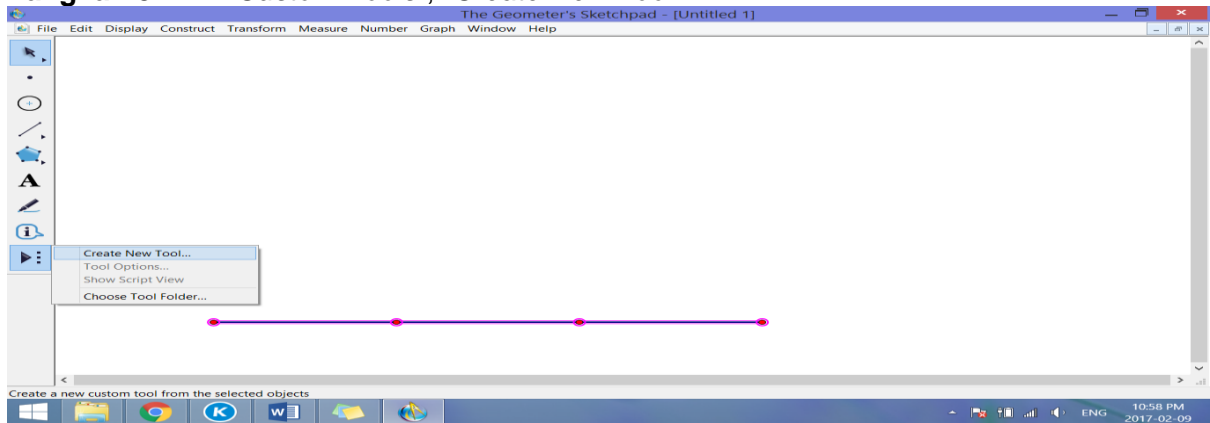 The Geometer's Sketchpad - [Untitled 1]
File Edit Display Construct Transform Measure Number Graph Window Help
A
Create New Tool...
Tool Options...
Show Script View
Choose Tool Folder...
Create a new custom tool from the selected objects
K
W
ENG
10:58 PM
2017-02-09